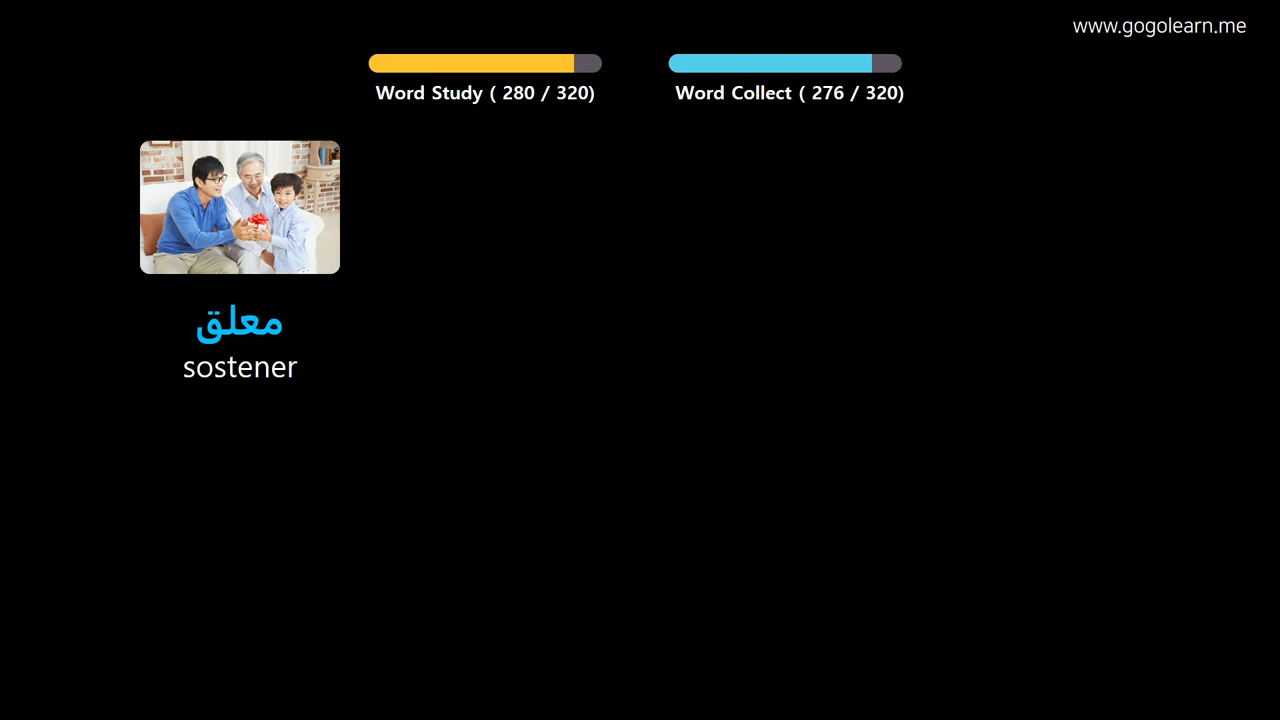 www.gogolearn.me
Word Study ( 280 / 320)
Word Collect ( 276 / 320)
معلق
sostener